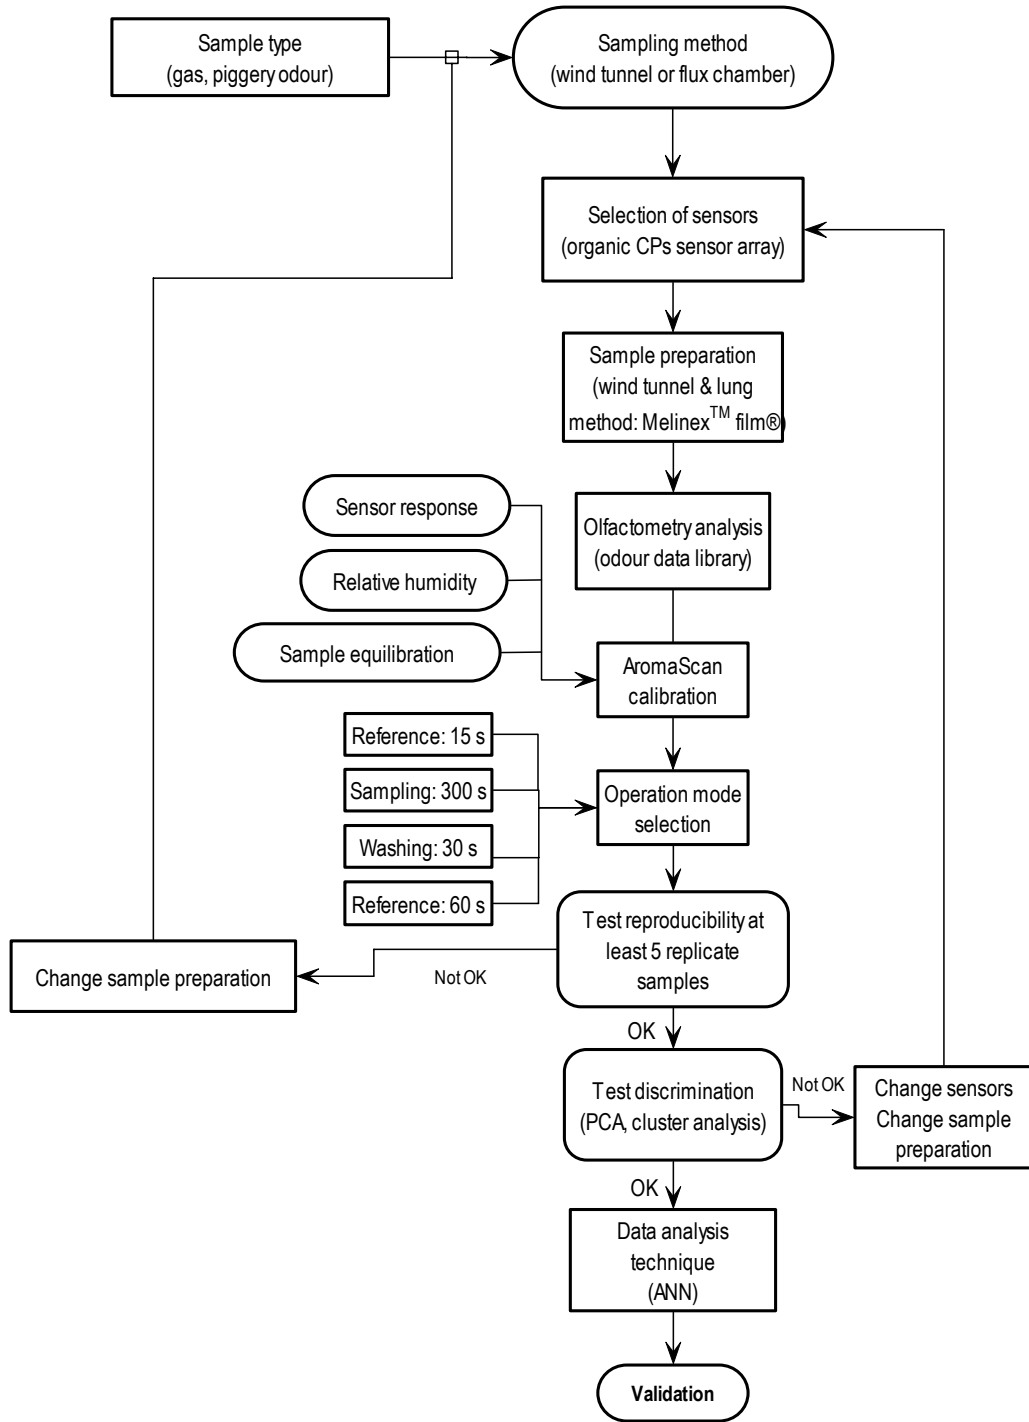 Sample type
(gas, piggery odour)
Sampling method
(wind tunnel or flux chamber)
Selection of sensors
(organic CPs sensor array)
Sample preparation
(wind tunnel & lung
method: Melinex™ film®)
Olfactometry analysis
(odour data library)
Sensor response
Relative humidity
Sample equilibration
AromaScan
calibration
Reference: 15 s
Sampling: 300 s
Washing: 30 s
Reference: 60 s
Operation mode
selection
Test reproducibility at
least 5 replicate
samples
Not OK
Change sample preparation
OK
Test discrimination
(PCA, cluster analysis)
Not OK
Change sensors
Change sample
preparation
OK
Data analysis
technique
(ANN)
Validation